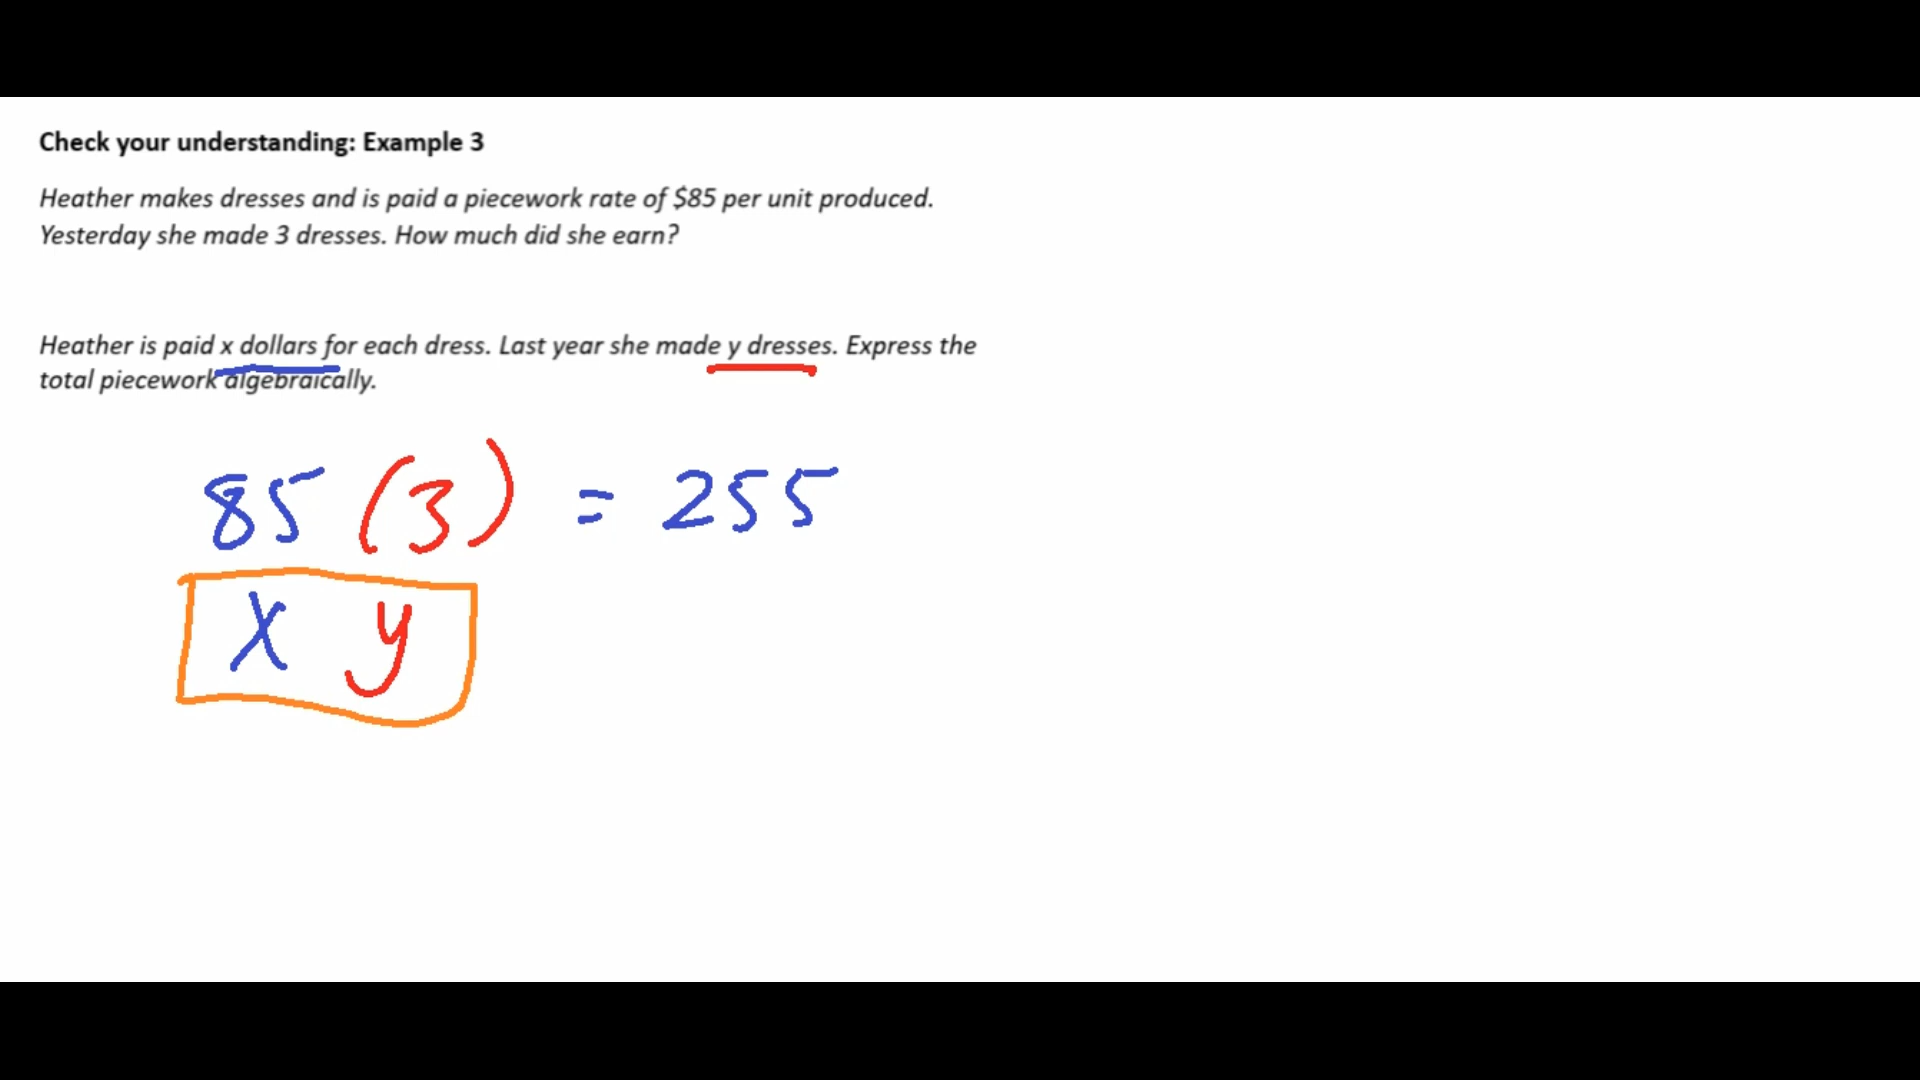 Check your understanding: Example 3
Heather makes dresses and is paid a piecework rate of $85 per unit produced.
Yesterday she made 3 dresses. How much did she earn?
Heather is paid x dollars for each dress. Last year she made y dresses. Express the
total piecework algebraically.
85 (3) = 255
x y